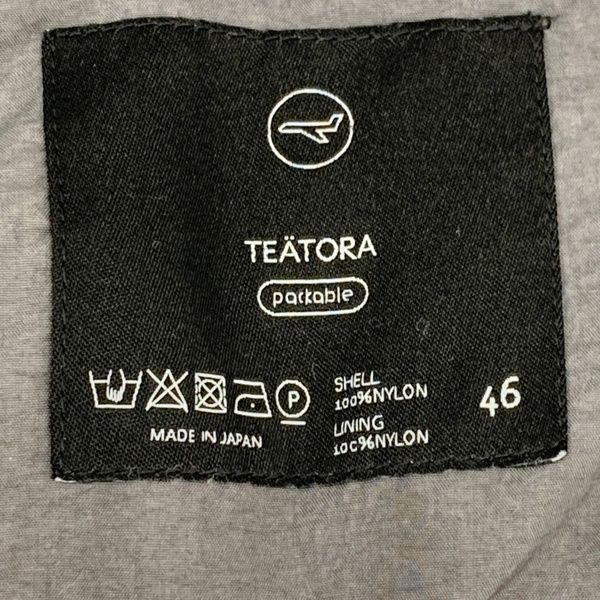 TEÄTORA
packable
P
SHELL
100%NYLON
LINING
100%NYLON
46
MADE IN JAPAN